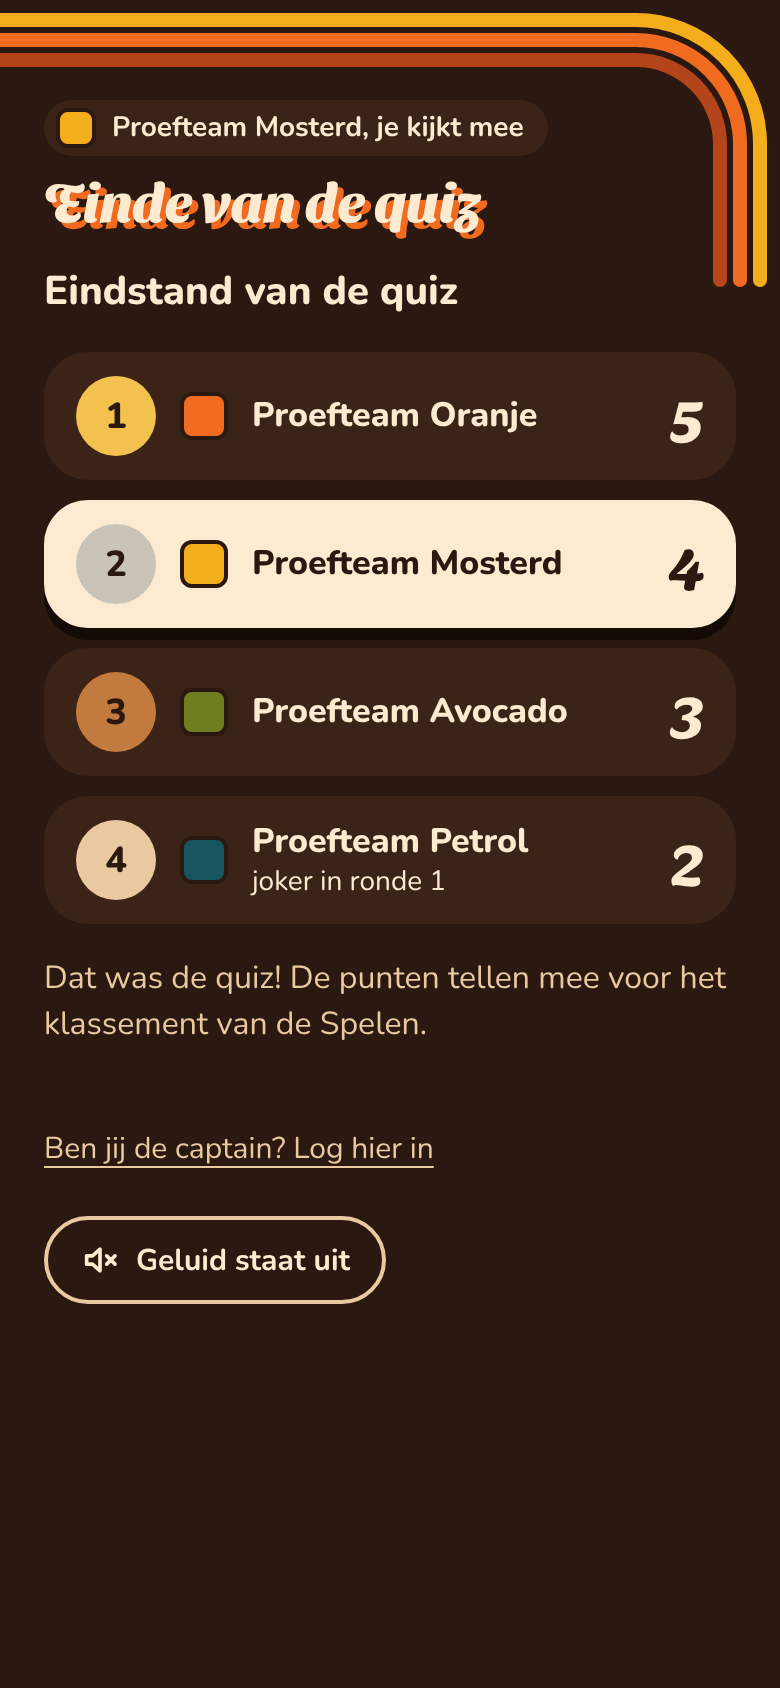 Proefteam Mosterd, je kijkt mee
Einde van de quiz
Eindstand van de quiz
1 Proefteam Oranje 5
2 Proefteam Mosterd 4
3 Proefteam Avocado 3
4 Proefteam Petrol 2
joker in ronde 1
Dat was de quiz! De punten tellen mee voor het
klassement van de Spelen.
Ben jij de captain? Log hier in
Geluid staat uit